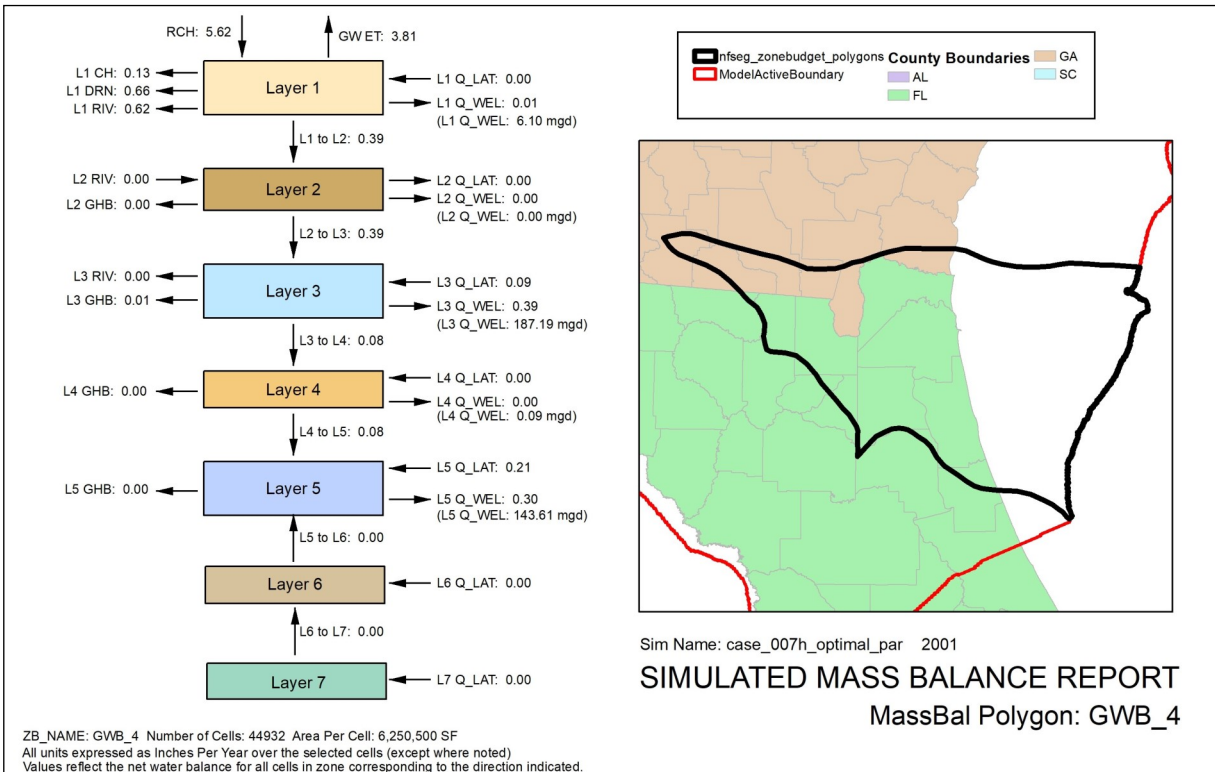 RCH: 5.62
GW ET: 3.81
L1 CH: 0.13
L1 DRN: 0.66
L1 RIV: 0.62
Layer 1
L1 Q_LAT: 0.00
L1 Q_WEL: 0.01
(L1 Q_WEL: 6.10 mgd)
L1 to L2: 0.39
L2 RIV: 0.00
L2 GHB: 0.00
Layer 2
L2 Q_LAT: 0.00
L2 Q_WEL: 0.00
(L2 Q_WEL: 0.00 mgd)
L2 to L3: 0.39
L3 RIV: 0.00
L3 GHB: 0.01
Layer 3
L3 Q_LAT: 0.09
L3 Q_WEL: 0.39
(L3 Q_WEL: 187.19 mgd)
L3 to L4: 0.08
L4 GHB: 0.00
Layer 4
L4 Q_LAT: 0.00
L4 Q_WEL: 0.00
(L4 Q_WEL: 0.09 mgd)
L4 to L5: 0.08
L5 GHB: 0.00
Layer 5
L5 Q_LAT: 0.21
L5 Q_WEL: 0.30
(L5 Q_WEL: 143.61 mgd)
L5 to L6: 0.00
Layer 6
L6 Q_LAT: 0.00
L6 to L7: 0.00
Layer 7
L7 Q_LAT: 0.00
ZB_NAME: GWB_4 Number of Cells: 44932 Area Per Cell: 6,250,500 SF
All units expressed as Inches Per Year over the selected cells (except where noted)
Values reflect the net water balance for all cells in zone corresponding to the direction indicated.
nfseg_zonebudget_polygons
ModelActiveBoundary
County Boundaries
AL
FL
GA
SC
Sim Name: case_007h_optimal_par 2001
SIMULATED MASS BALANCE REPORT
MassBal Polygon: GWB_4